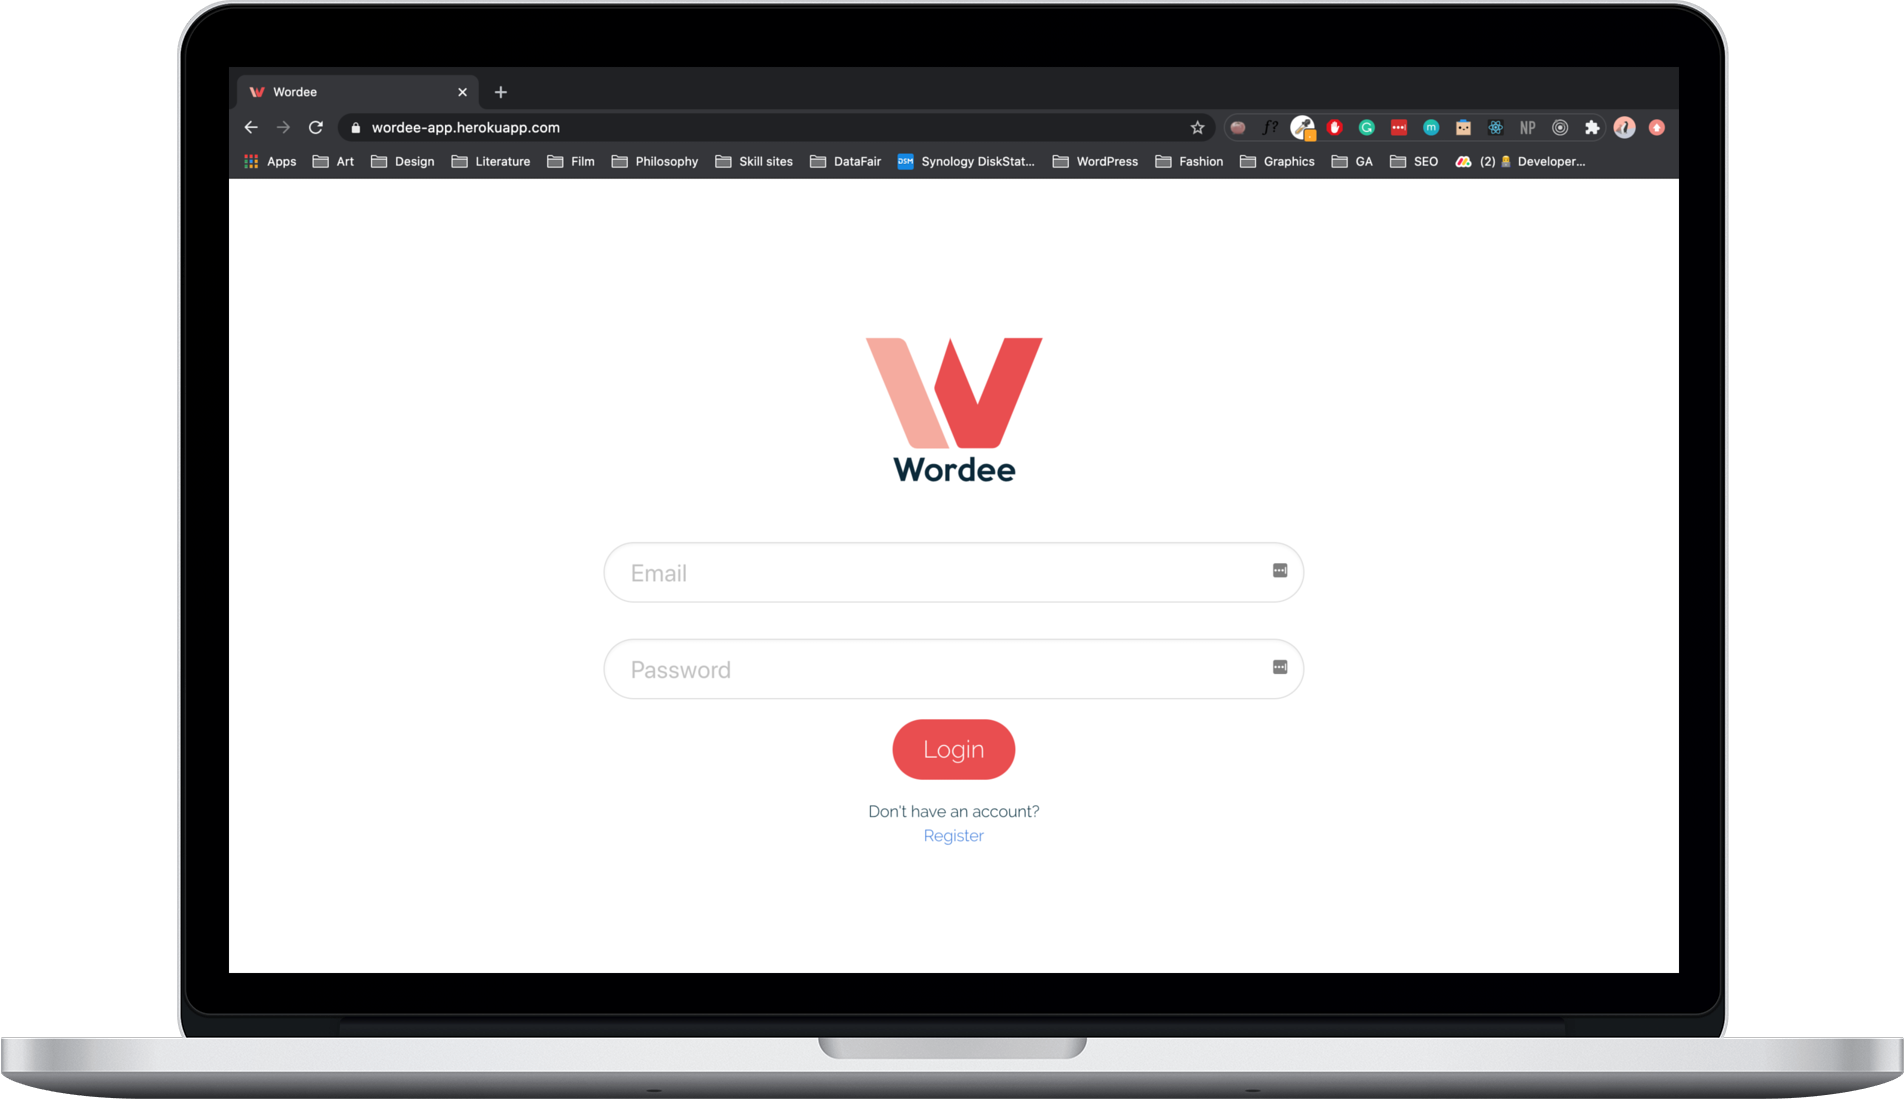 Wordee
wordee-app.herokuapp.com
f?
NP
Apps Art Design Literature Film Philosophy Skill sites DataFair DSM Synology DiskStat... WordPress Fashion Graphics GA SEO (2) Developer...
W
Wordee
Email
Password
Login
Don't have an account?
Register